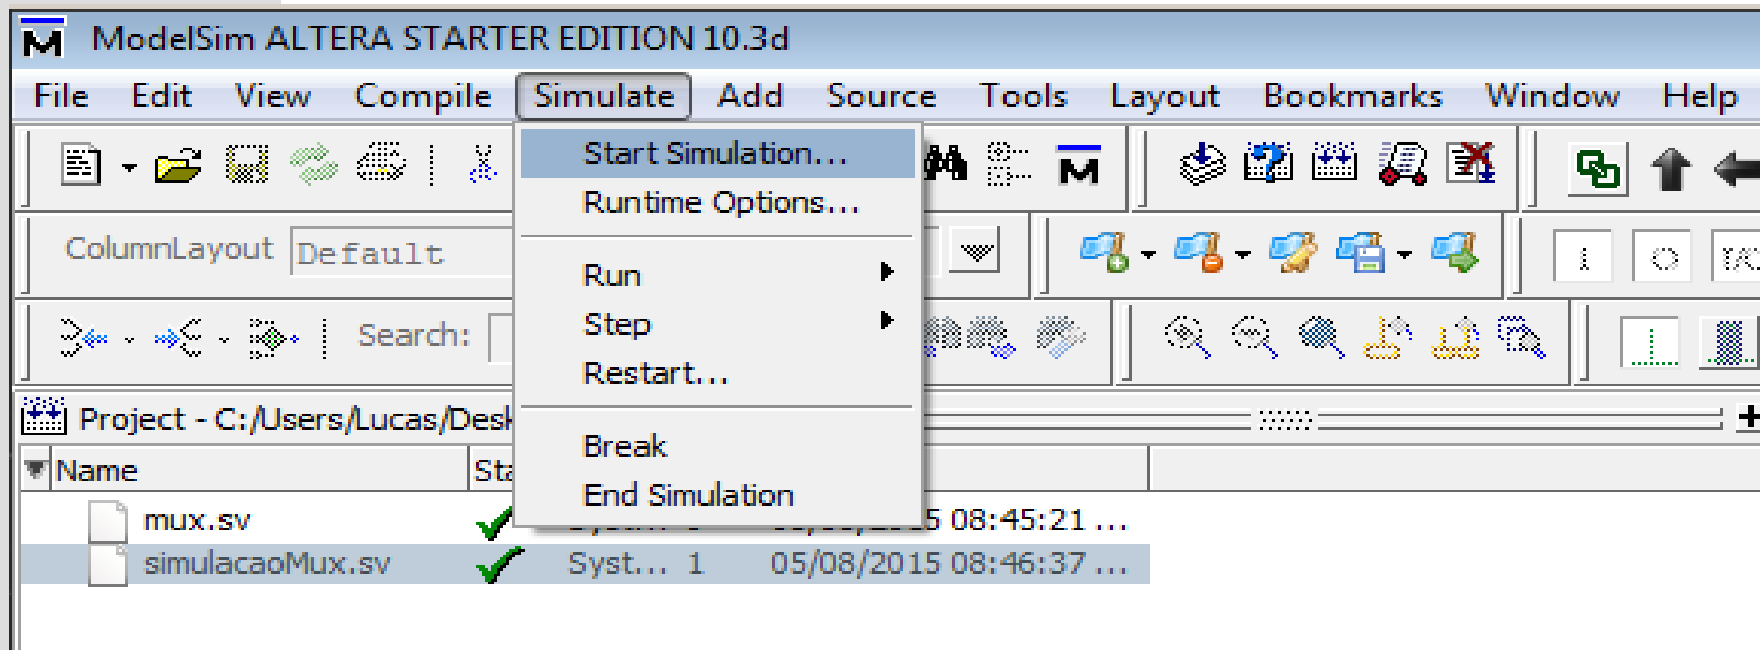 ModelSim ALTERA STARTER EDITION 10.3d
File Edit View Compile Simulate Add Source Tools Layout Bookmarks Window Help
Start Simulation...
Runtime Options...
ColumnLayout Default
Run
Step
Search:
Restart...
Project - C:/Users/Lucas/Desk
Break
Name Sta
End Simulation
mux.sv 08:45:21 ...
simulacaoMux.sv Syst... 1 05/08/2015 08:46:37 ...